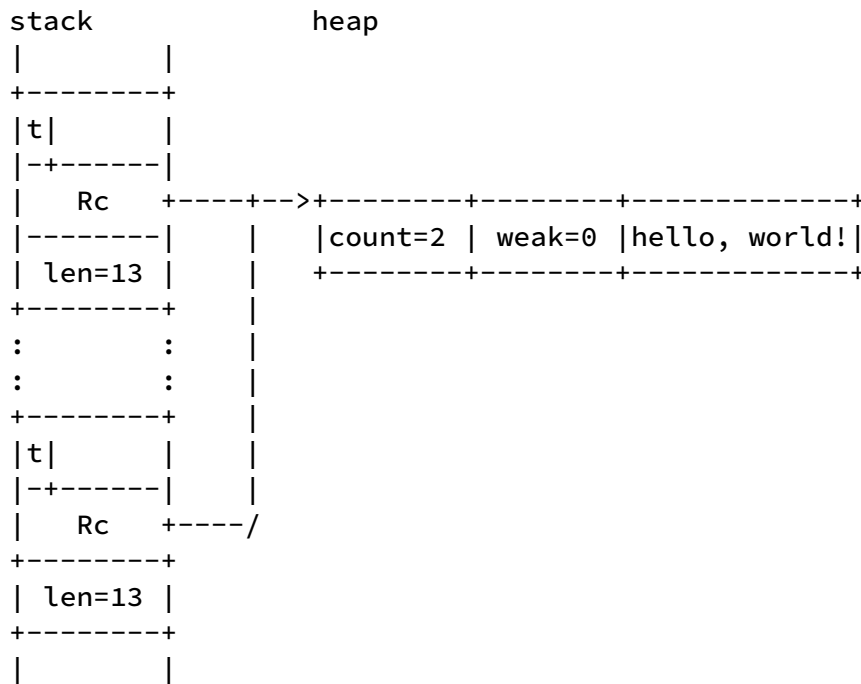 stack heap
t
Rc
count=2 weak=0 hello, world!
len=13
t
Rc
len=13